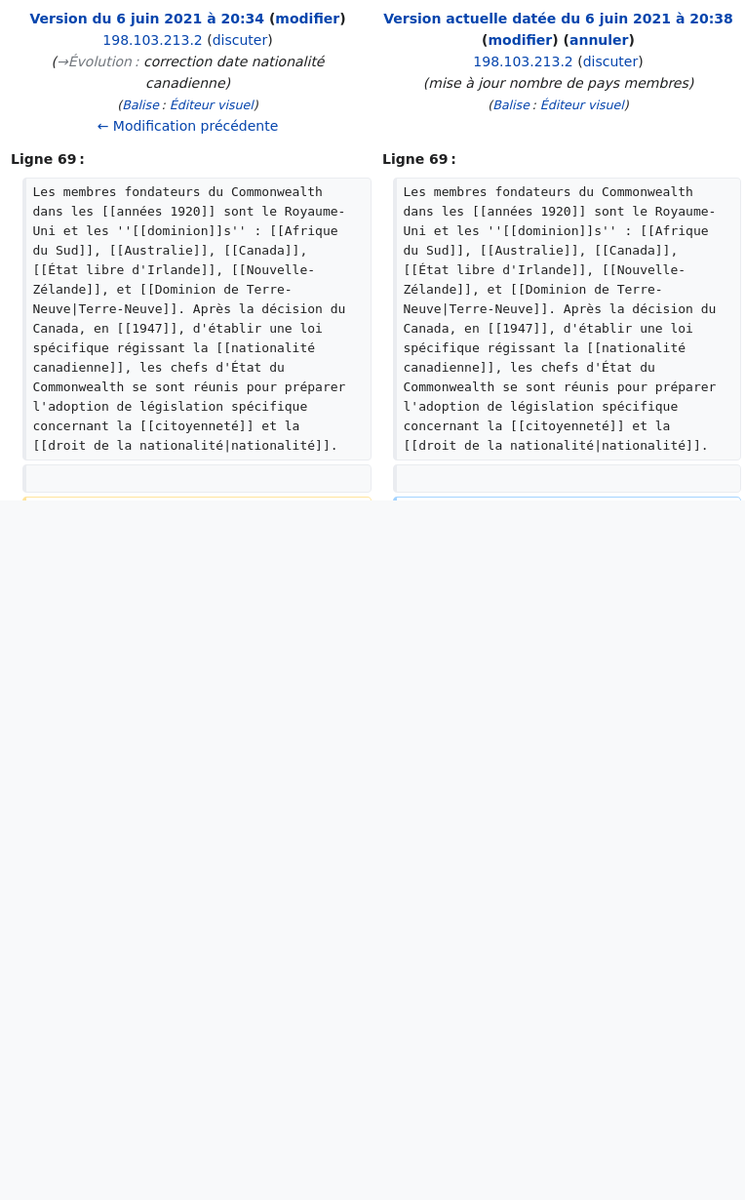 Version du 6 juin 2021 à 20:34 (modifier)
198.103.213.2 (discuter)
(→Évolution : correction date nationalité
canadienne)
(Balise : Éditeur visuel)
← Modification précédente
Version actuelle datée du 6 juin 2021 à 20:38
(modifier) (annuler)
198.103.213.2 (discuter)
(mise à jour nombre de pays membres)
(Balise : Éditeur visuel)
Ligne 69 :
Les membres fondateurs du Commonwealth
dans les [[années 1920]] sont le Royaume-
Uni et les ''[[dominion]]s'' : [[Afrique
du Sud]], [[Australie]], [[Canada]],
[[État libre d'Irlande]], [[Nouvelle-
Zélande]], et [[Dominion de Terre-
Neuve|Terre-Neuve]]. Après la décision du
Canada, en [[1947]], d'établir une loi
spécifique régissant la [[nationalité
canadienne]], les chefs d'État du
Commonwealth se sont réunis pour préparer
l'adoption de législation spécifique
concernant la [[citoyenneté]] et la
[[droit de la nationalité|nationalité]].
Ligne 69 :
Les membres fondateurs du Commonwealth
dans les [[années 1920]] sont le Royaume-
Uni et les ''[[dominion]]s'' : [[Afrique
du Sud]], [[Australie]], [[Canada]],
[[État libre d'Irlande]], [[Nouvelle-
Zélande]], et [[Dominion de Terre-
Neuve|Terre-Neuve]]. Après la décision du
Canada, en [[1947]], d'établir une loi
spécifique régissant la [[nationalité
canadienne]], les chefs d'État du
Commonwealth se sont réunis pour préparer
l'adoption de législation spécifique
concernant la [[citoyenneté]] et la
[[droit de la nationalité|nationalité]].